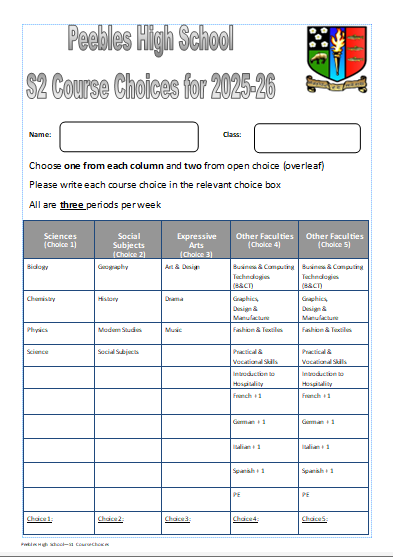 Peebles High School
S2 Course Choices for 2025-26
Name: Class:
Choose one from each column and two from open choice (overleaf)
Please write each course choice in the relevant choice box
All are three periods per week
Sciences (Choice 1)
Social Subjects (Choice 2)
Expressive Arts (Choice 3)
Other Faculties (Choice 4)
Other Faculties (Choice 5)
Biology
Geography
Art & Design
Business & Computing Technologies (B&CT)
Business & Computing Technologies (B&CT)
Chemistry
History
Drama
Graphics, Design & Manufacture
Graphics, Design & Manufacture
Physics
Modern Studies
Music
Fashion & Textiles
Fashion & Textiles
Science
Social Subjects
Practical & Vocational Skills
Practical & Vocational Skills
Introduction to Hospitality
Introduction to Hospitality
French +1
French +1
German +1
German +1
Italian +1
Italian +1
Spanish +1
Spanish +1
PE
PE
Choice 1:
Choice 2:
Choice 3:
Choice 4:
Choice 5:
Peebles High School—S1 Course Choices